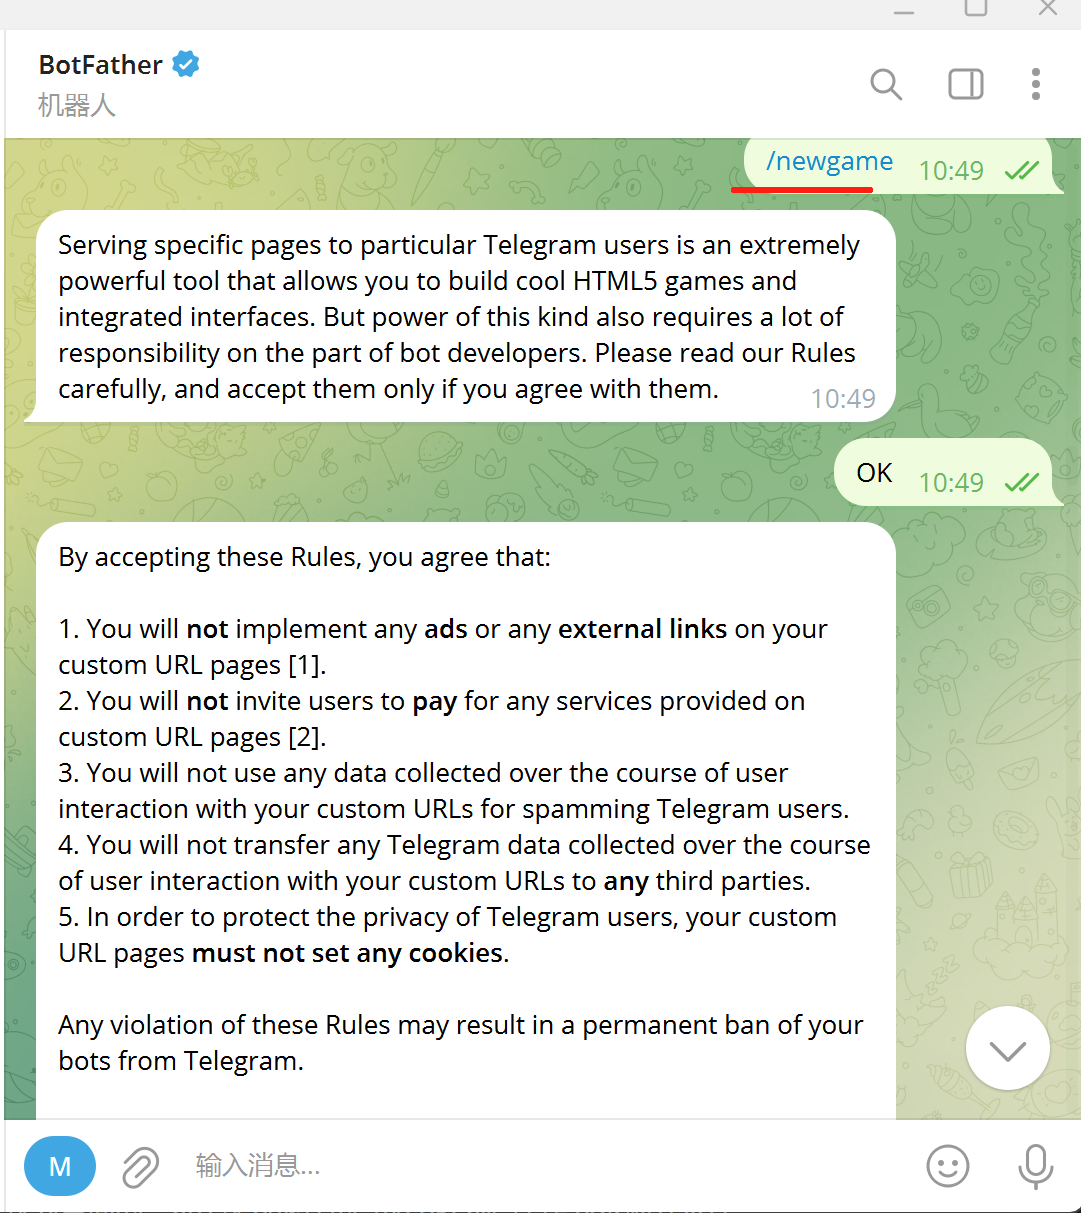 BotFather
机器人
/newgame 10:49
Serving specific pages to particular Telegram users is an extremely
powerful tool that allows you to build cool HTML5 games and
integrated interfaces. But power of this kind also requires a lot of
responsibility on the part of bot developers. Please read our Rules
carefully, and accept them only if you agree with them.
10:49
OK 10:49
By accepting these Rules, you agree that:
1. You will not implement any ads or any external links on your
custom URL pages [1].
2. You will not invite users to pay for any services provided on
custom URL pages [2].
3. You will not use any data collected over the course of user
interaction with your custom URLs for spamming Telegram users.
4. You will not transfer any Telegram data collected over the course
of user interaction with your custom URLs to any third parties.
5. In order to protect the privacy of Telegram users, your custom
URL pages must not set any cookies.
Any violation of these Rules may result in a permanent ban of your
bots from Telegram.
M
输入消息...